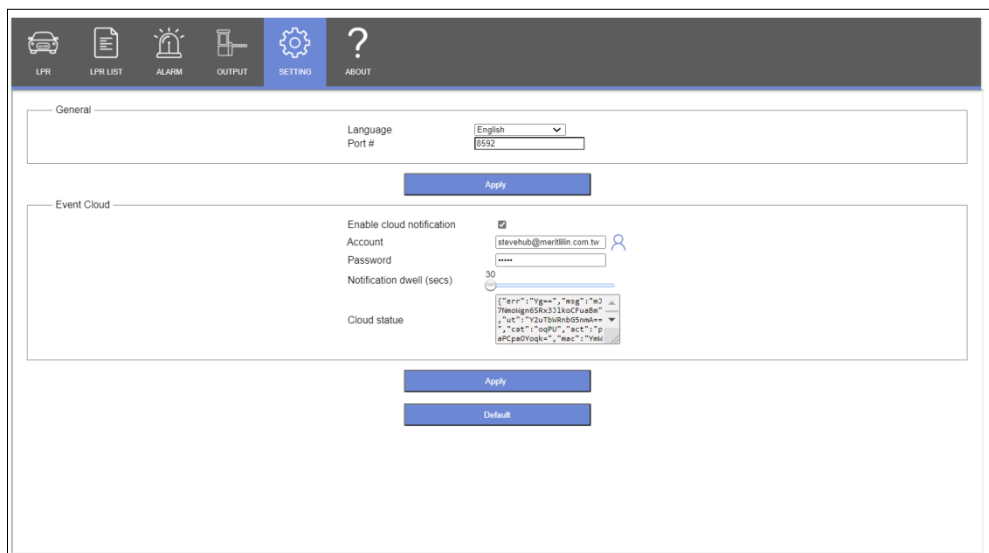 LPR LPR LIST ALARM OUTPUT SETTING ABOUT
General
Language English
Port # 8592
Apply
Event Cloud
Enable cloud notification
Account stevehub@meritlilin.com.tw
Password •••••
Notification dwell (secs) 30
Cloud statue
{"err":"Yg==","msg":"mJ
,"ut":"Y2uTbWRnbG5nmA==
","cat":"oqPU","act":"p
aPCpaOYoqk=","mac":"YmW
Apply
Default